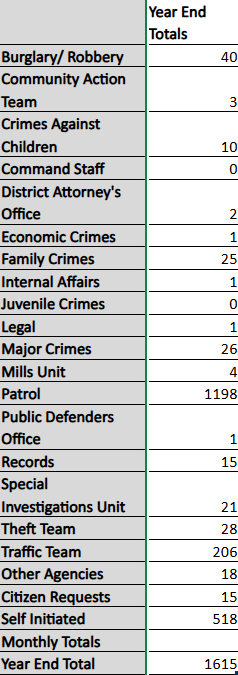 Year End
Totals
Burglary/ Robbery 40
Community Action
Team 3
Crimes Against
Children 10
Command Staff 0
District Attorney's
Office 2
Economic Crimes 1
Family Crimes 25
Internal Affairs 1
Juvenile Crimes 0
Legal 1
Major Crimes 26
Mills Unit 4
Patrol 1198
Public Defenders
Office 1
Records 15
Special
Investigations Unit 21
Theft Team 28
Traffic Team 206
Other Agencies 18
Citizen Requests 15
Self Initiated 518
Monthly Totals
Year End Total 1615